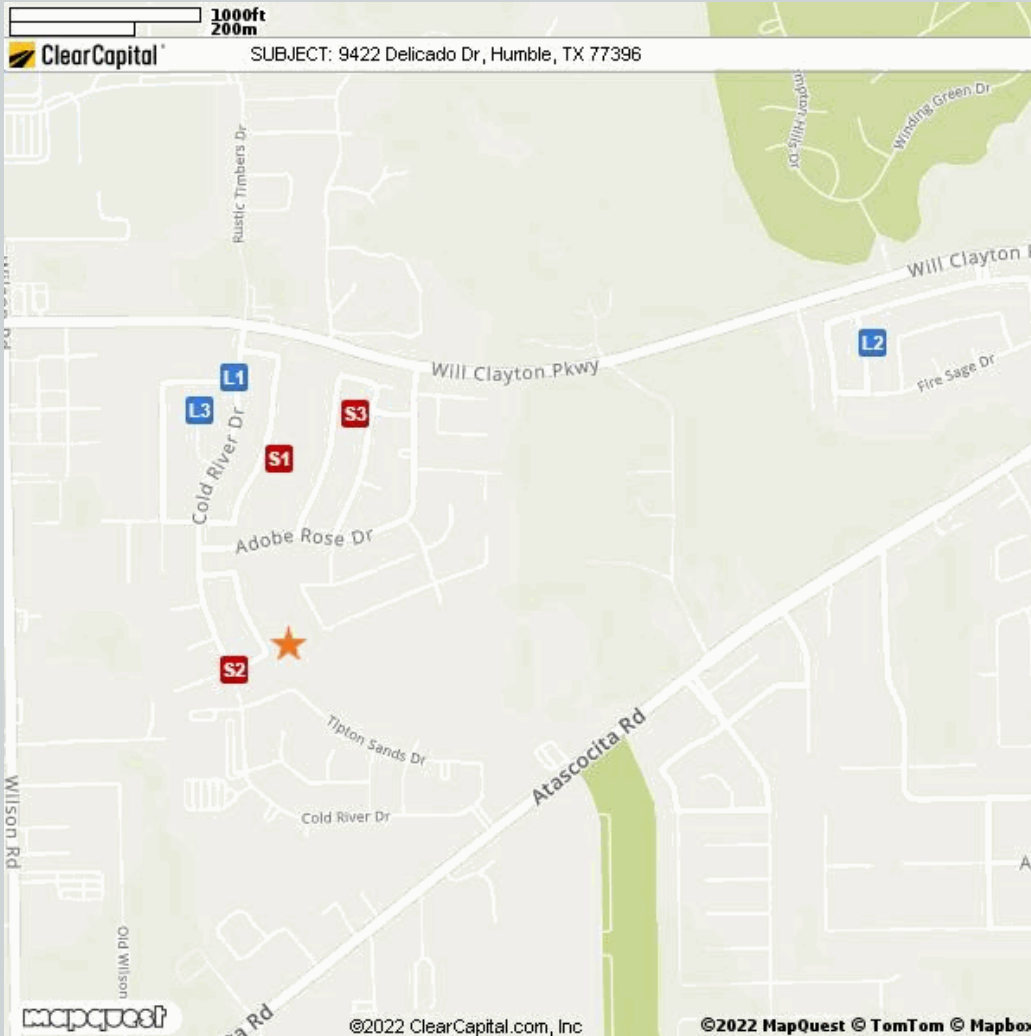 1000ft
200m
ClearCapital
SUBJECT: 9422 Delicado Dr, Humble, TX 77396
Rustic Timbers Dr
Winding Green Dr
Will Clayton
L2
Will Clayton Pkwy
Fire Sage Dr
L1
L3
S3
Cold River Dr
S1
Adobe Rose Dr
S2
Tipton Sands Dr
Atascocita Rd
Cold River Dr
Wilson Rd
Old Wilson
Rd
mapquest
©2022 ClearCapital.com, Inc
©2022 MapQuest © TomTom © Mapbox